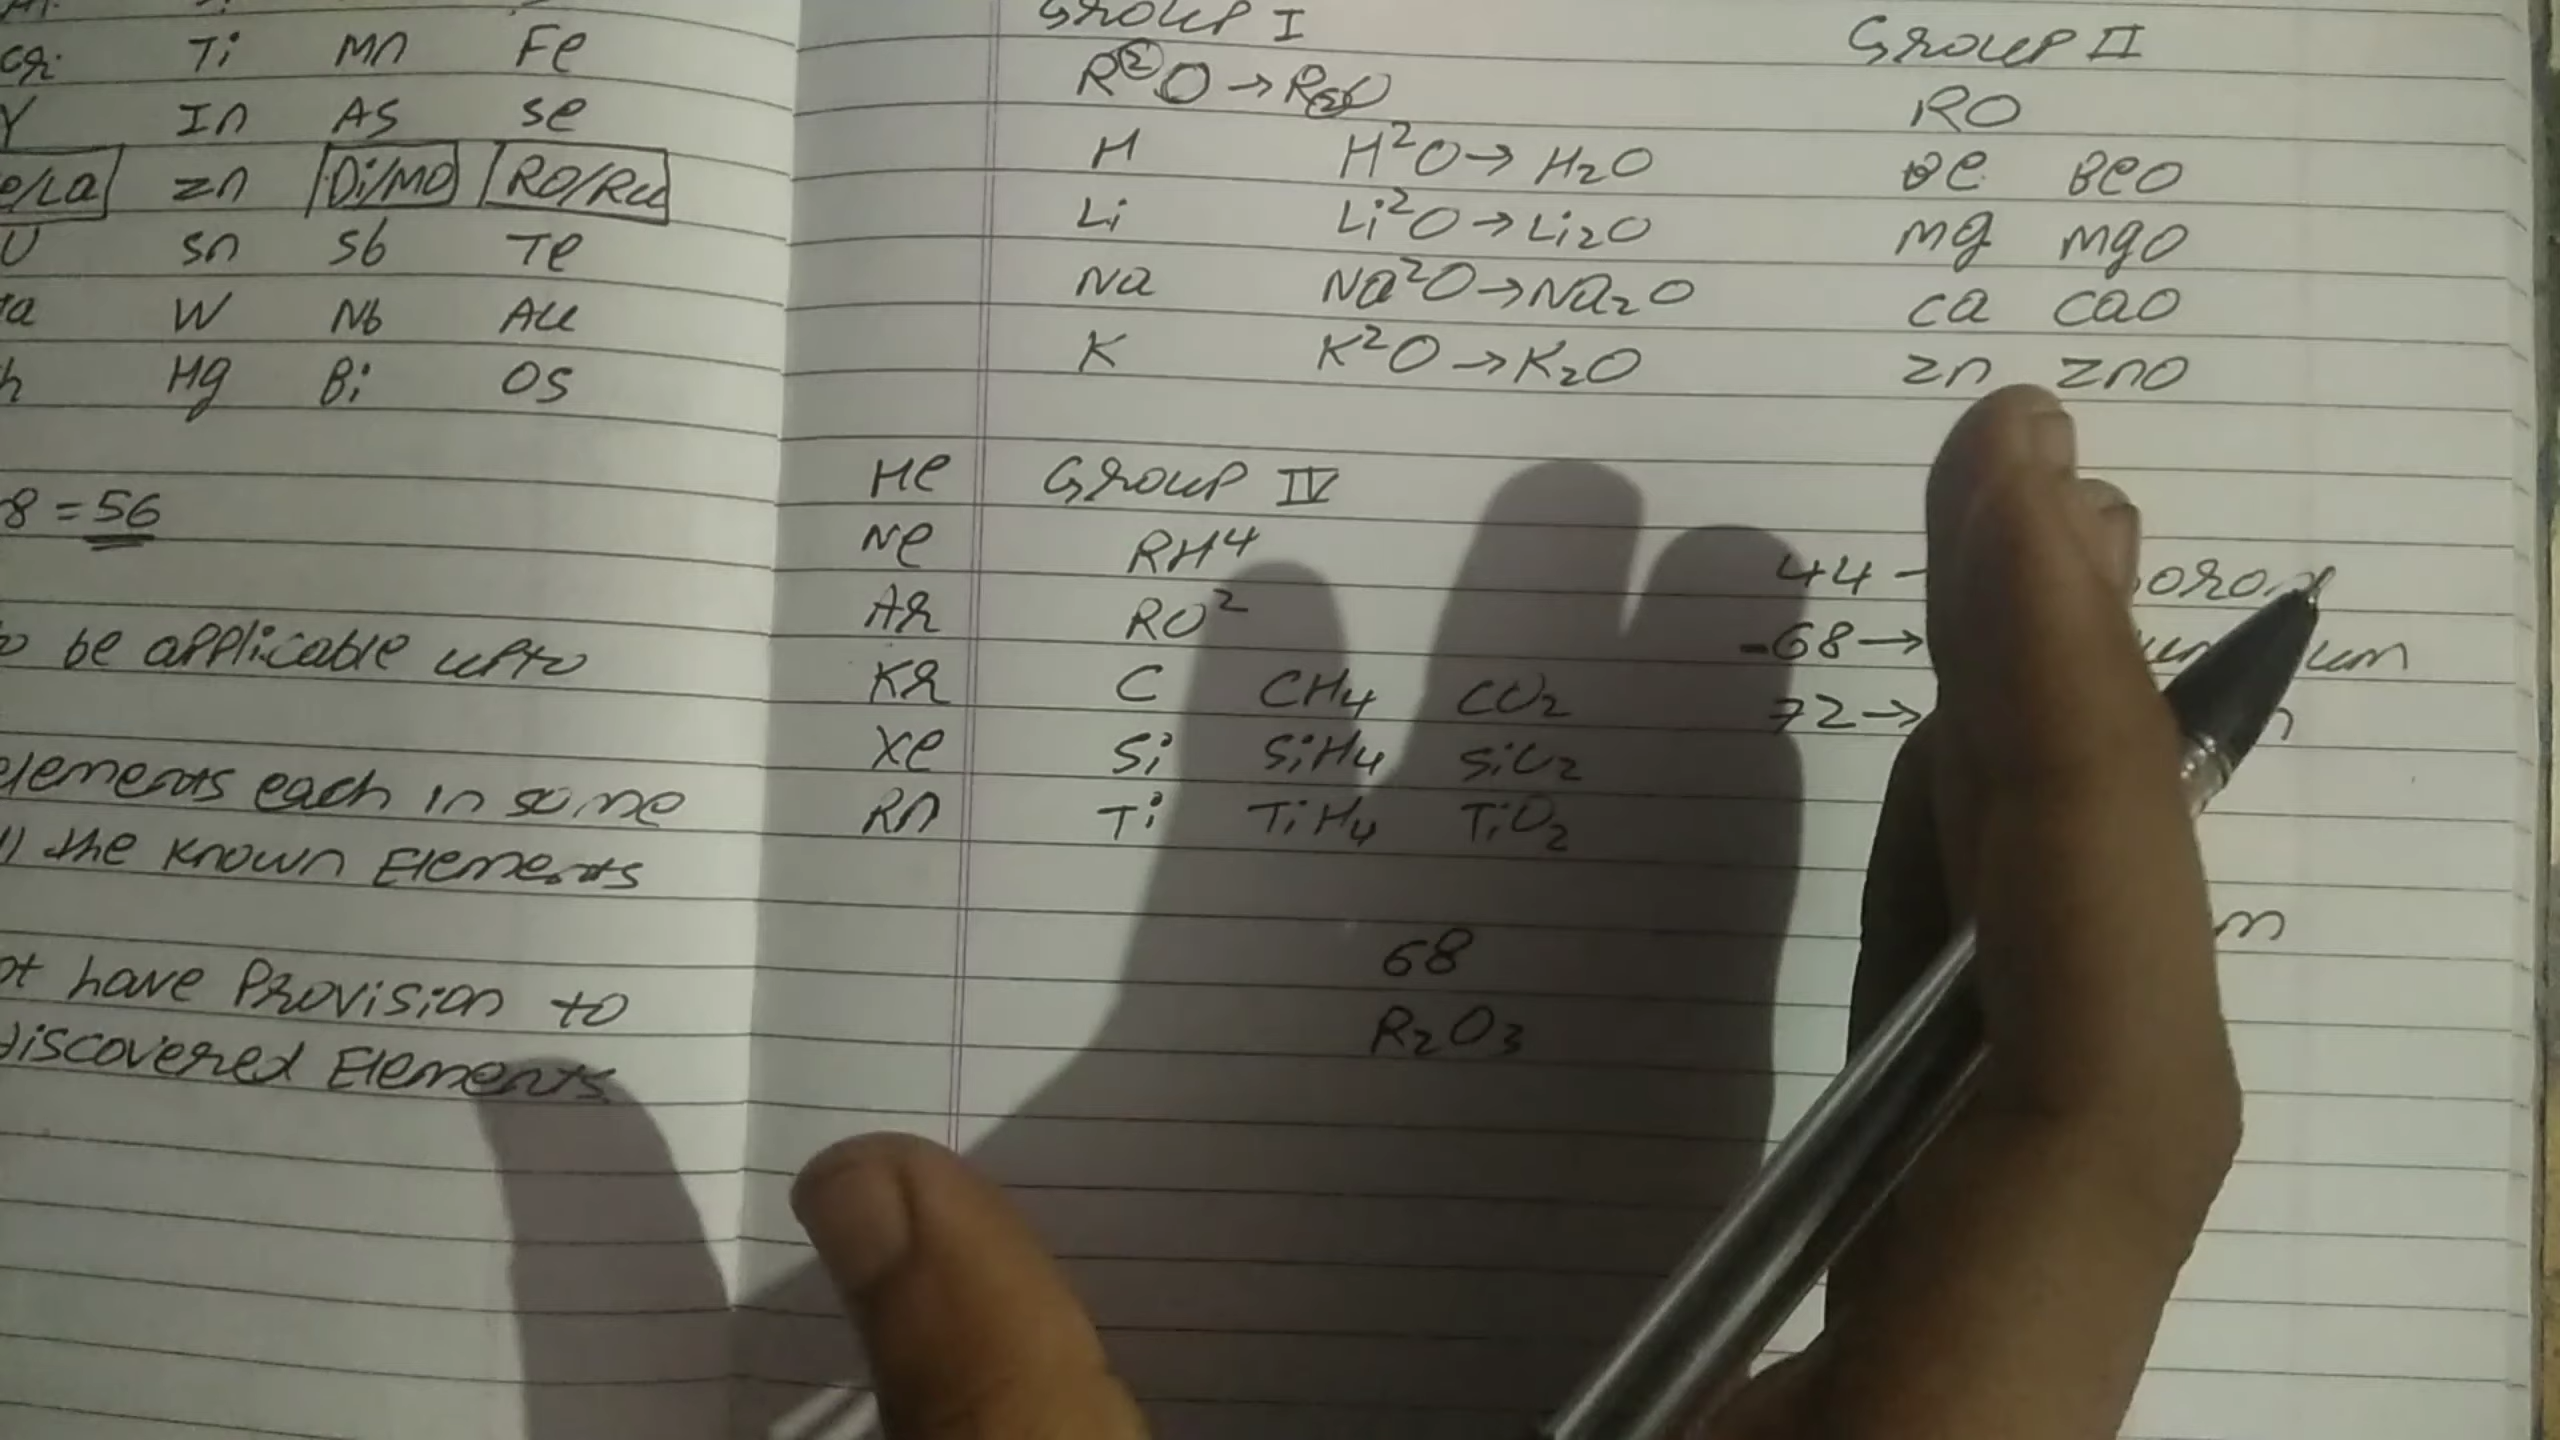 Ti Mn Fe
Y In As Se
e/La Zn Di/Mo Ro/Ru
U Sn Sb Te
Ta W Nb Au
Th Hg Bi Os
8 = 56
be applicable upto
elements each in some
the known Elements
have Provision to
discovered Elements
Group I
R²O → R₂O
H H²O → H₂O
Li Li²O → Li₂O
Na Na²O → Na₂O
K K²O → K₂O
Group II
RO
Be BeO
Mg MgO
Ca CaO
Zn ZnO
He
Ne
Ar
Kr
Xe
Rn
Group IV
RH⁴
RO²
C CH₄ CO₂
Si SiH₄ SiO₂
Ti TiH₄ TiO₂
44 -
68 →
72 →
68
R₂O₃